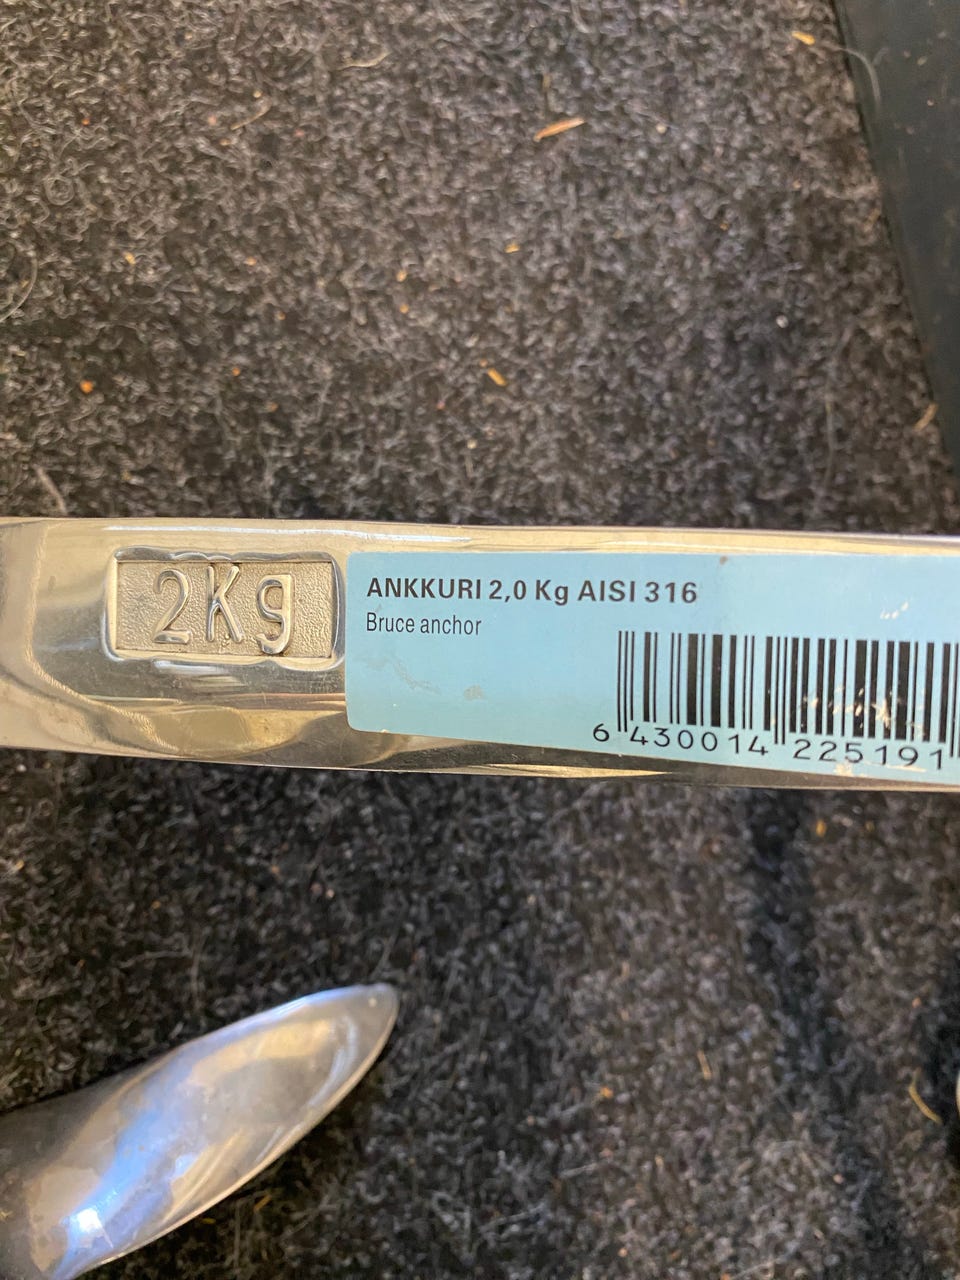 2Kg
ANKKURI 2,0 Kg AISI 316
Bruce anchor
6 430014 225191